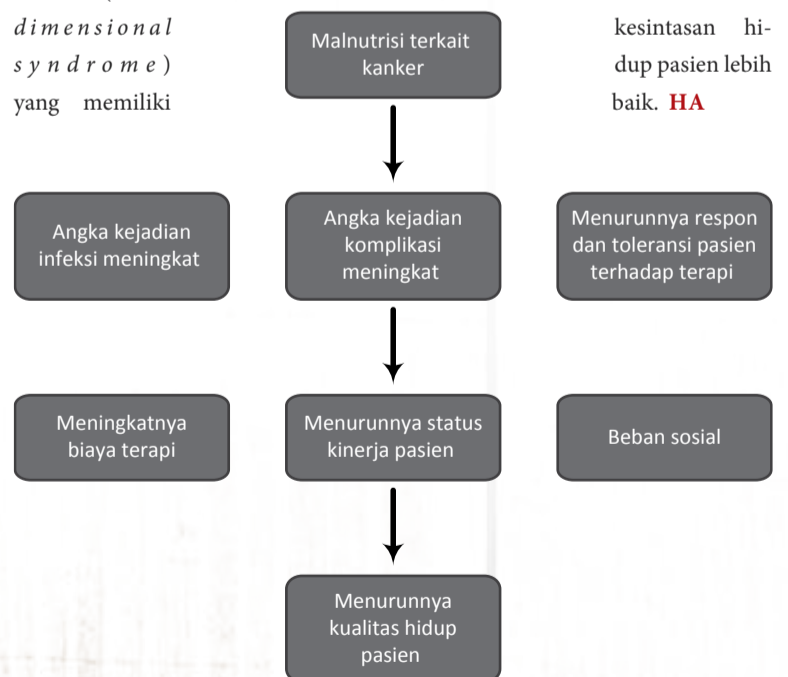 dimensional
syndrome)
yang memiliki
Malnutrisi terkait
kanker
kesintasan hi-
dup pasien lebih
baik. HA
Angka kejadian
infeksi meningkat
Angka kejadian
komplikasi
meningkat
Menurunnya respon
dan toleransi pasien
terhadap terapi
Meningkatnya
biaya terapi
Menurunnya status
kinerja pasien
Beban sosial
Menurunnya
kualitas hidup
pasien